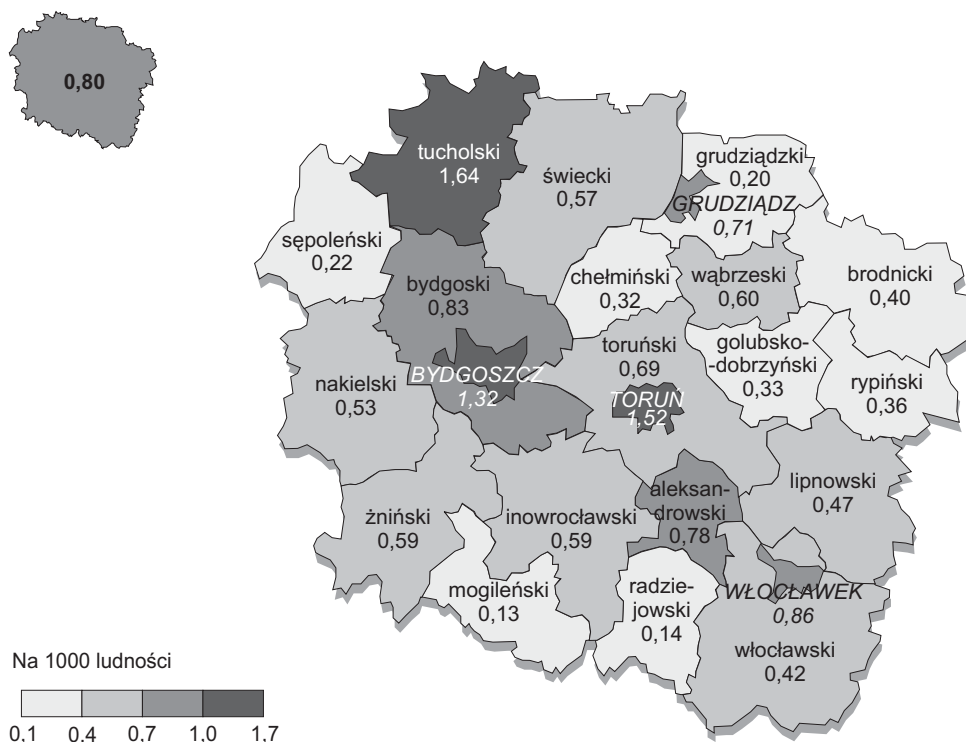 0,80
tucholski
1,64
świecki
0,57
grudziądzki
0,20
GRUDZIĄDZ
0,71
sępoleński
0,22
bydgoski
0,83
chełmiński
0,32
wąbrzeski
0,60
brodnicki
0,40
toruński
0,69
golubsko-
-dobrzyński
0,33
rypiński
0,36
nakielski
0,53
BYDGOSZCZ
1,32
TORUŃ
1,52
lipnowski
0,47
aleksan-
drowski
0,78
żniński
0,59
inowrocławski
0,59
mogileński
0,13
radzie-
jowski
0,14
WŁOCŁAWEK
0,86
włocławski
0,42
Na 1000 ludności
0,1 0,4 0,7 1,0 1,7